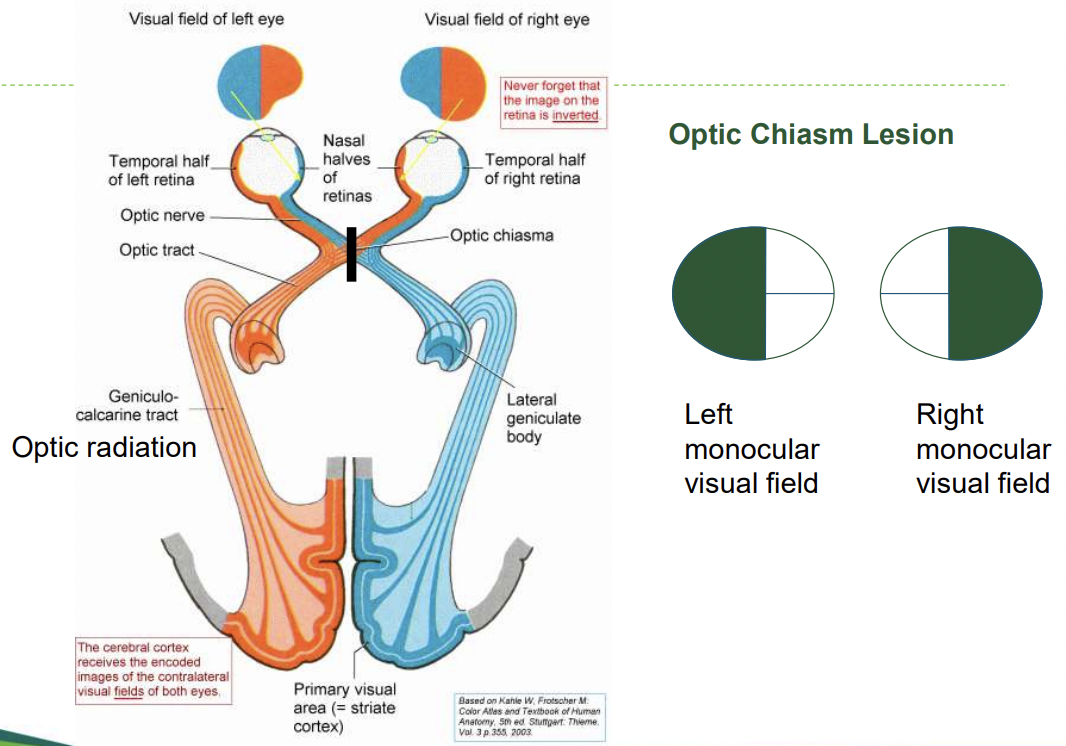 Visual field of left eye
Visual field of right eye
Never forget that
the image on the
retina is inverted.
Optic Chiasm Lesion
Temporal half
of left retina
Nasal
halves
of
retinas
Temporal half
of right retina
Optic nerve
Optic tract
Optic chiasma
Geniculo-
calcarine tract
Optic radiation
Lateral
geniculate
body
Left
monocular
visual field
Right
monocular
visual field
The cerebral cortex
receives the encoded
images of the contralateral
visual fields of both eyes.
Primary visual
area (= striate
cortex)
Based on Kahle W, Frotscher M:
Color Atlas and Textbook of Human
Anatomy, 5th ed. Stuttgart: Thieme.
Vol. 3 p.355, 2003.